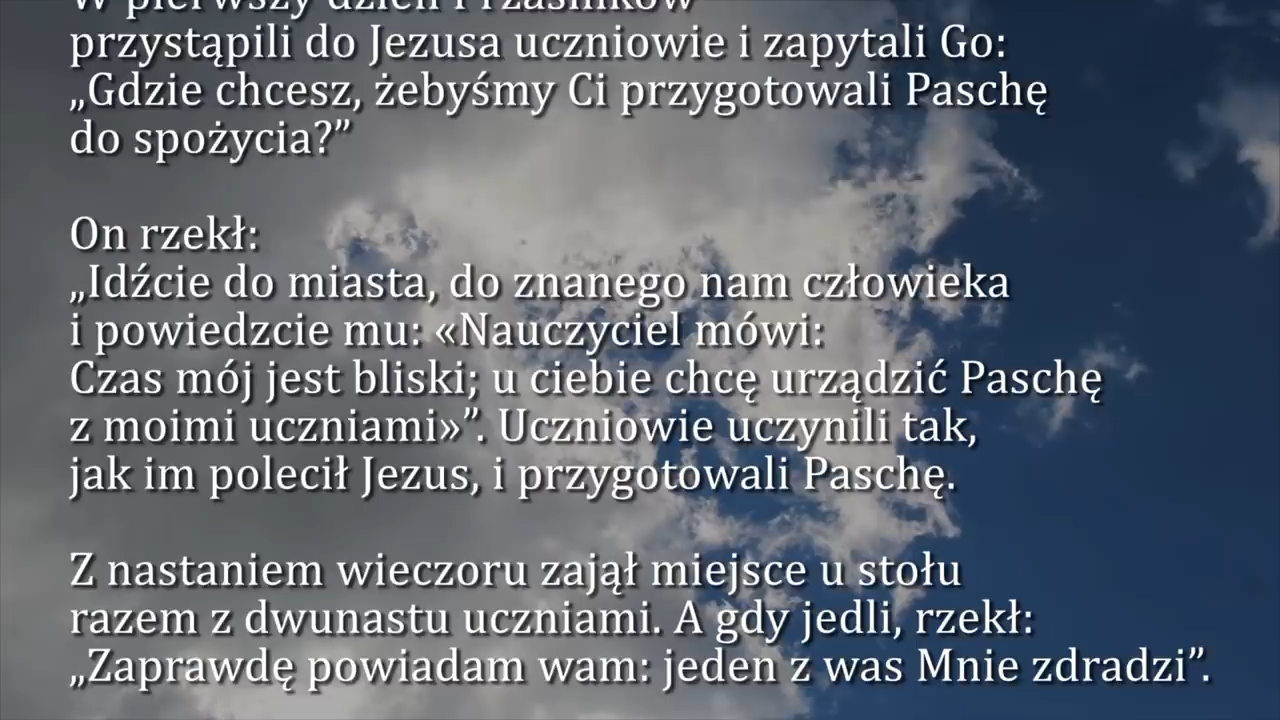 W pierwszy dzień Przaśników
przystąpili do Jezusa uczniowie i zapytali Go:
„Gdzie chcesz, żebyśmy Ci przygotowali Paschę
do spożycia?”
On rzekł:
„Idźcie do miasta, do znanego nam człowieka
i powiedzcie mu: «Nauczyciel mówi:
Czas mój jest bliski; u ciebie chcę urządzić Paschę
z moimi uczniami»”. Uczniowie uczynili tak,
jak im polecił Jezus, i przygotowali Paschę.
Z nastaniem wieczoru zajął miejsce u stołu
razem z dwunastu uczniami. A gdy jedli, rzekł:
„Zaprawdę powiadam wam: jeden z was Mnie zdradzi”.